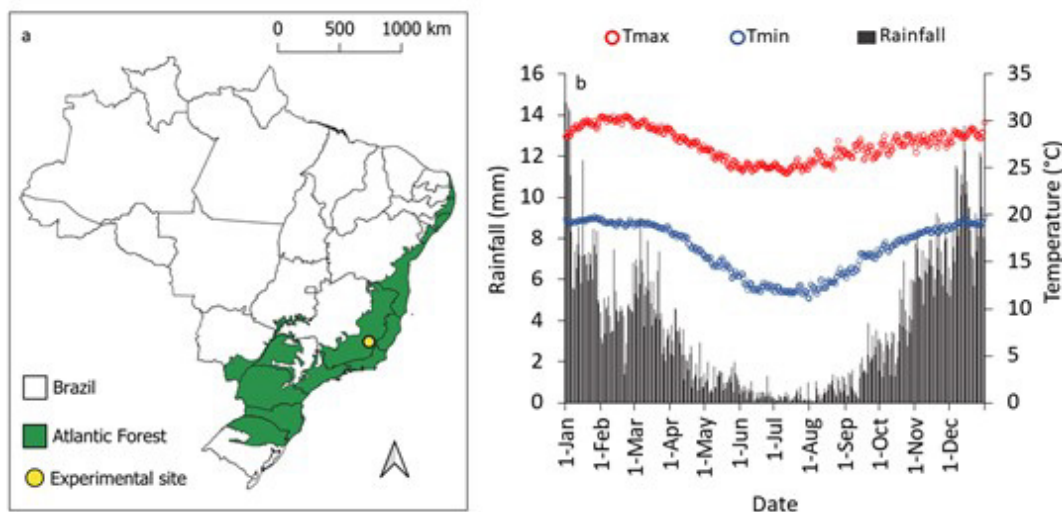 a
0 500 1000 km
Brazil
Atlantic Forest
Experimental site
Tmax Tmin Rainfall
b
Rainfall (mm)
16
14
12
10
8
6
4
2
0
Temperature (°C)
35
30
25
20
15
10
5
0
1-Jan
1-Feb
1-Mar
1-Apr
1-May
1-Jun
1-Jul
1-Aug
1-Sep
1-Oct
1-Nov
1-Dec
Date